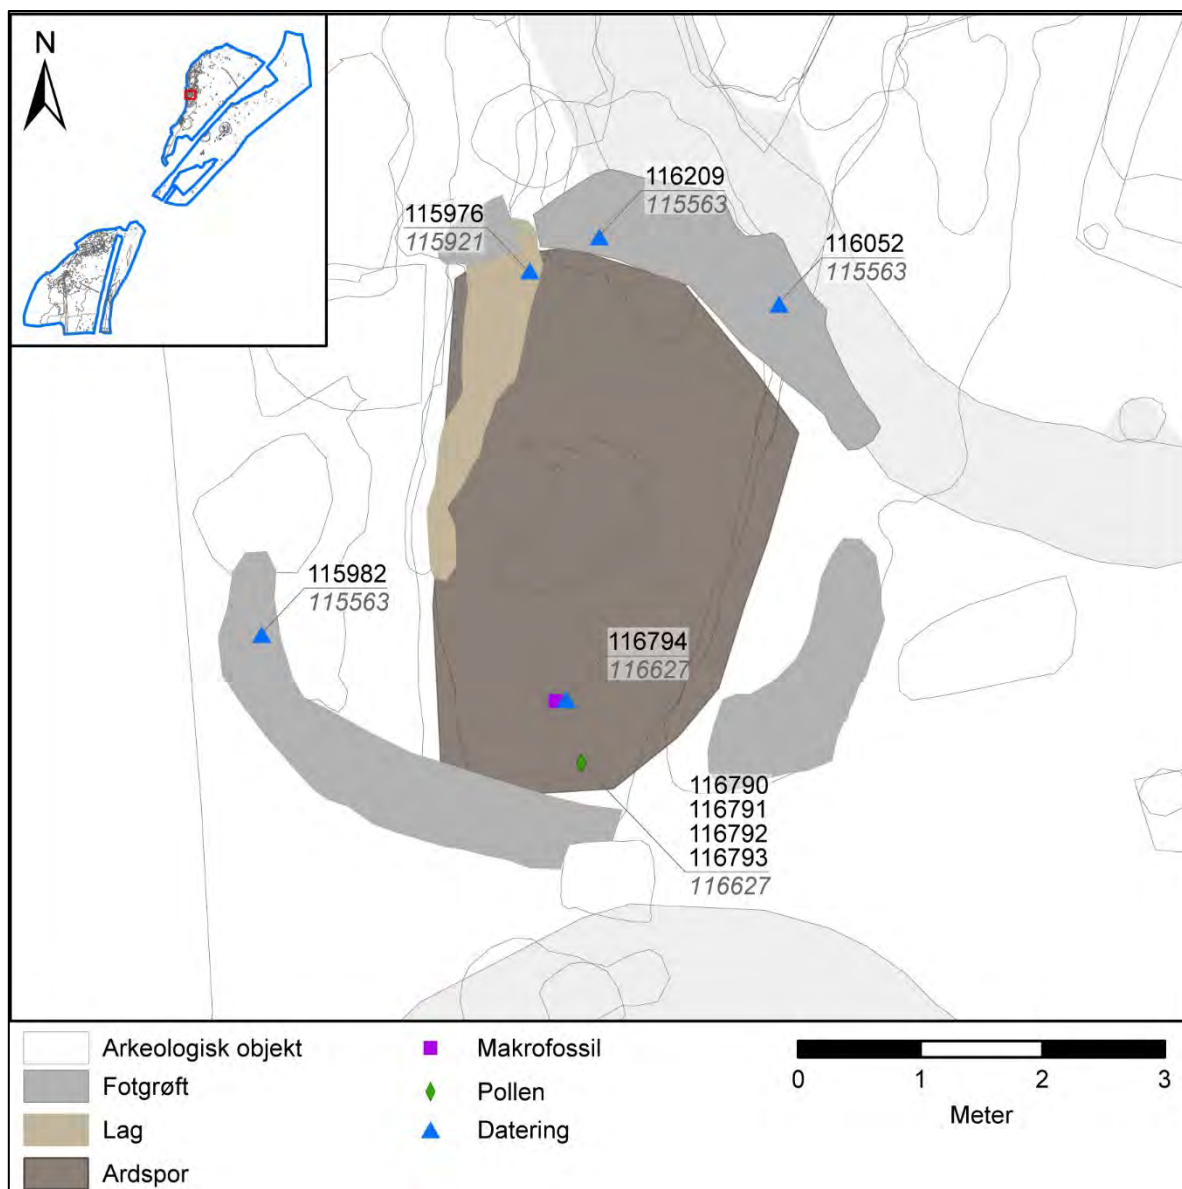 N
116209
115563
115976
115921
116052
115563
115982
115563
116794
116627
116790
116791
116792
116793
116627
Arkeologisk objekt
Fotgrøft
Lag
Ardspor
Makrofossil
Pollen
Datering
0 1 2 3
Meter